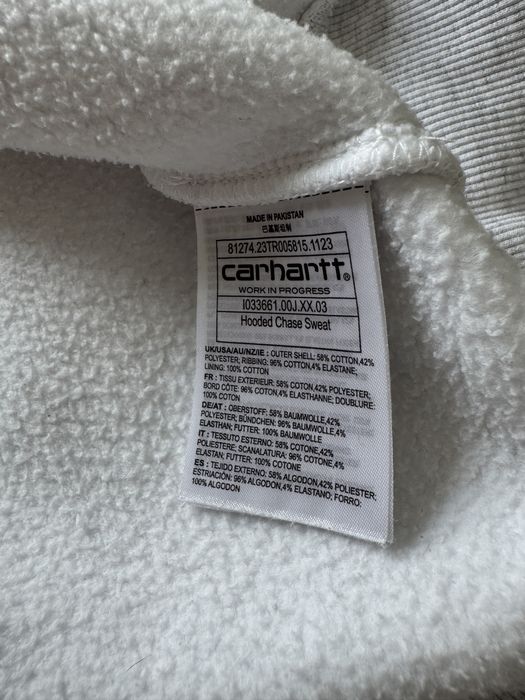 MADE IN PAKISTAN
巴基斯坦制
81274.23TR005815.1123
carhartt®
WORK IN PROGRESS
I033661.00J.XX.03
Hooded Chase Sweat
UK/USA/AU/NZ/IE : OUTER SHELL: 58% COTTON,42%
POLYESTER; RIBBING: 96% COTTON,4% ELASTANE;
LINING: 100% COTTON
FR : TISSU EXTERIEUR: 58% COTON,42% POLYESTER;
BORD CÔTE: 96% COTON,4% ELASTHANNE; DOUBLURE:
100% COTON
DE/AT : OBERSTOFF: 58% BAUMWOLLE,42%
POLYESTER; BÜNDCHEN: 96% BAUMWOLLE,4%
ELASTHAN; FUTTER: 100% BAUMWOLLE
IT : TESSUTO ESTERNO: 58% COTONE,42%
POLIESTERE; SCANALATURA: 96% COTONE,4%
ELASTAN; FUTTER: 100% COTONE
ES : TEJIDO EXTERNO: 58% ALGODON,42% POLIESTER;
ESTRIACIÓN: 96% ALGODON,4% ELASTANO; FORRO:
100% ALGODON